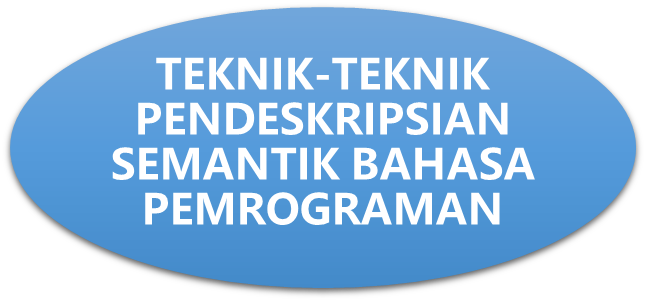 TEKNIK-TEKNIK
PENDESKRIPSIAN
SEMANTIK BAHASA
PEMROGRAMAN